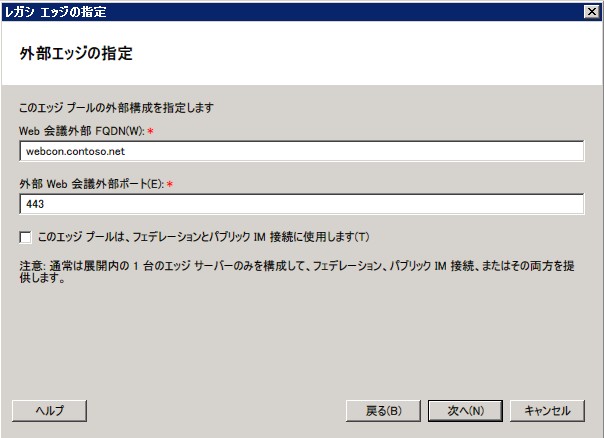 レガシ エッジの指定
外部エッジの指定
このエッジ プールの外部構成を指定します
Web 会議外部 FQDN(W): *
webcon.contoso.net
外部 Web 会議外部ポート(E): *
443
このエッジ プールは、フェデレーションとパブリック IM 接続に使用します(T)
注意: 通常は展開内の 1 台のエッジ サーバーのみを構成して、フェデレーション、パブリック IM 接続、またはその両方を提
供します。
ヘルプ 戻る(B) 次へ(N) キャンセル